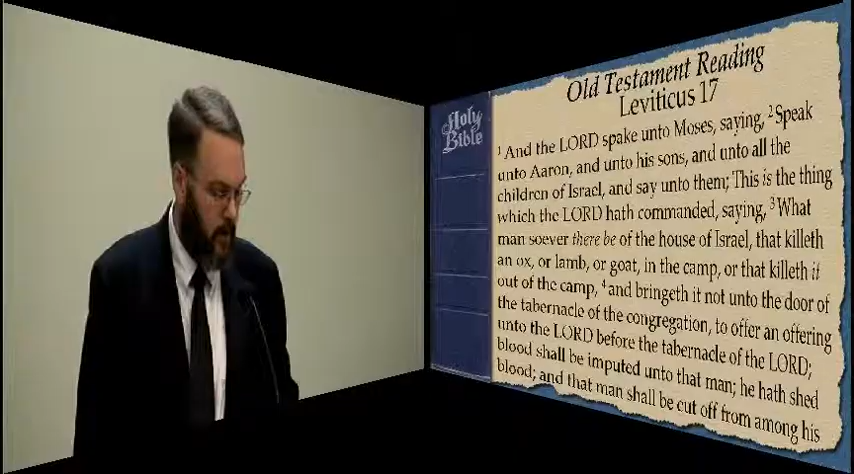 Holy
Bible
Old Testament Reading
Leviticus 17
1 And the LORD spake unto Moses, saying, 2 Speak
unto Aaron, and unto his sons, and unto all the
children of Israel, and say unto them; This is the thing
which the LORD hath commanded, saying, 3 What
man soever there be of the house of Israel, that killeth
an ox, or lamb, or goat, in the camp, or that killeth it
out of the camp, 4 and bringeth it not unto the door of
the tabernacle of the congregation, to offer an offering
unto the LORD before the tabernacle of the LORD;
blood shall be imputed unto that man; he hath shed
blood; and that man shall be cut off from among his